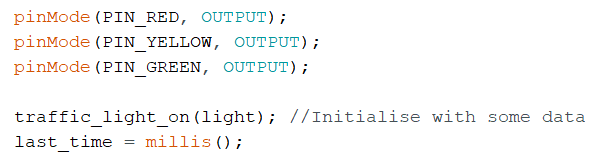 pinMode(PIN_RED, OUTPUT);
pinMode(PIN_YELLOW, OUTPUT);
pinMode(PIN_GREEN, OUTPUT);
traffic_light_on(light); //Initialise with some data
last_time = millis();